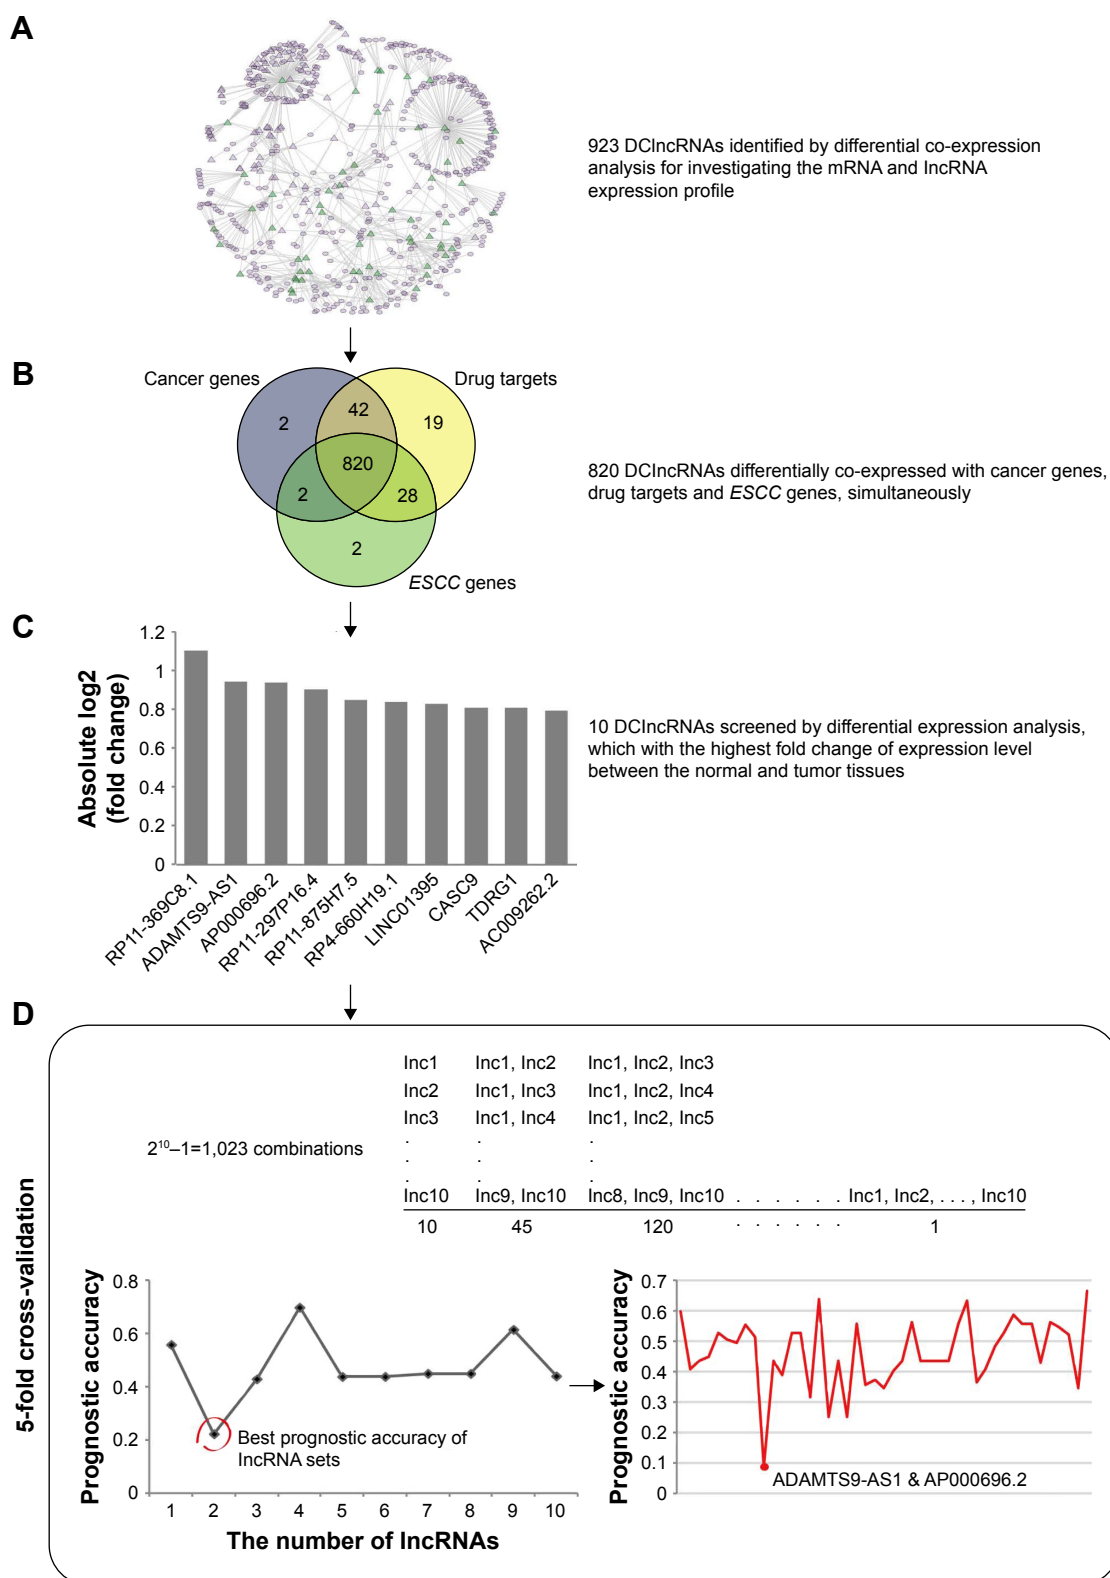 A
923 DClncRNAs identified by differential co-expression
analysis for investigating the mRNA and lncRNA
expression profile
B
Cancer genes
Drug targets
2
42
19
820
2
28
2
ESCC genes
820 DClncRNAs differentially co-expressed with cancer genes,
drug targets and ESCC genes, simultaneously
C
Absolute log2
(fold change)
1.2
1
0.8
0.6
0.4
0.2
0
RP11-369C8.1
ADAMTS9-AS1
AP000696.2
RP11-297P16.4
RP11-875H7.5
RP4-660H19.1
LINC01395
CASC9
TDRG1
AC009262.2
10 DClncRNAs screened by differential expression analysis,
which with the highest fold change of expression level
between the normal and tumor tissues
D
5-fold cross-validation
2¹⁰–1=1,023 combinations
lnc1 lnc1, lnc2 lnc1, lnc2, lnc3
lnc2 lnc1, lnc3 lnc1, lnc2, lnc4
lnc3 lnc1, lnc4 lnc1, lnc2, lnc5
. . .
. . .
. . .
lnc10 lnc9, lnc10 lnc8, lnc9, lnc10 . . . . . . lnc1, lnc2, . . . , lnc10
10 45 120 . . . . . . 1
Prognostic accuracy
0.8
0.6
0.4
0.2
0
1 2 3 4 5 6 7 8 9 10
The number of lncRNAs
Best prognostic accuracy of
lncRNA sets
Prognostic accuracy
0.7
0.6
0.5
0.4
0.3
0.2
0.1
0
ADAMTS9-AS1 & AP000696.2